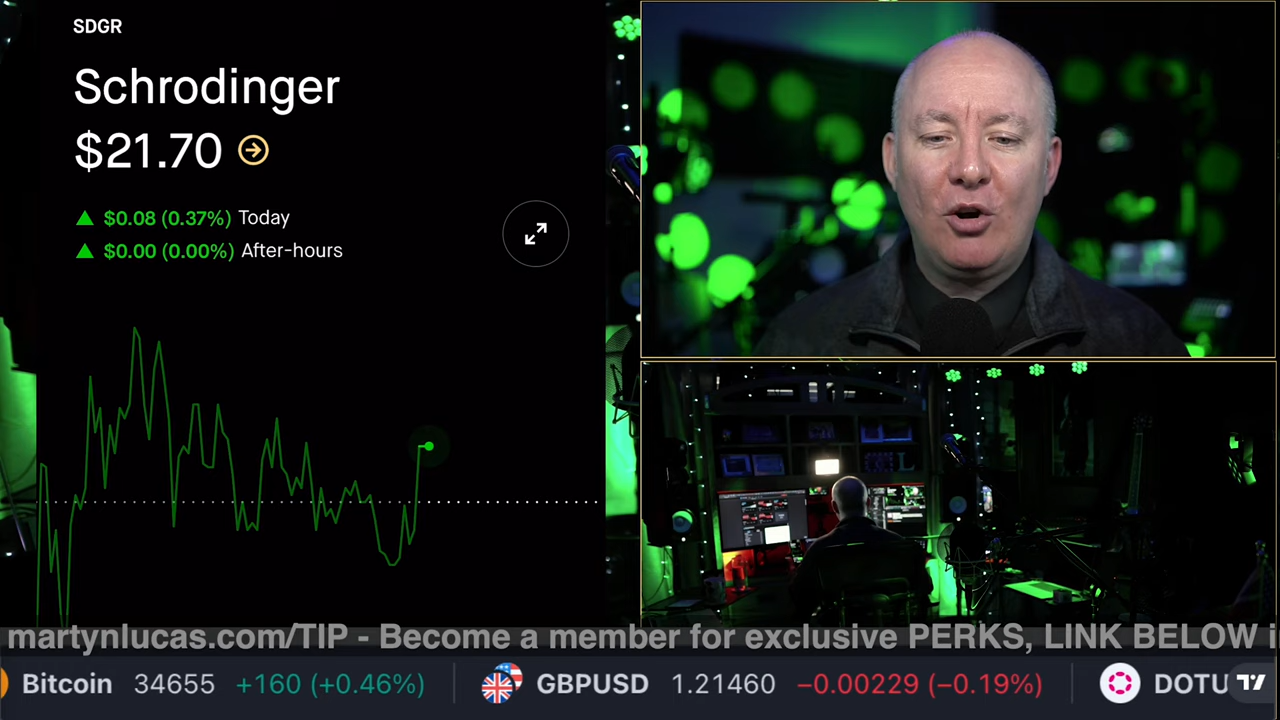 SDGR
Schrodinger
$21.70
$0.08 (0.37%) Today
$0.00 (0.00%) After-hours
martynlucas.com/TIP - Become a member for exclusive PERKS, LINK BELOW i
Bitcoin 34655 +160 (+0.46%) GBPUSD 1.21460 −0.00229 (−0.19%) DOTU